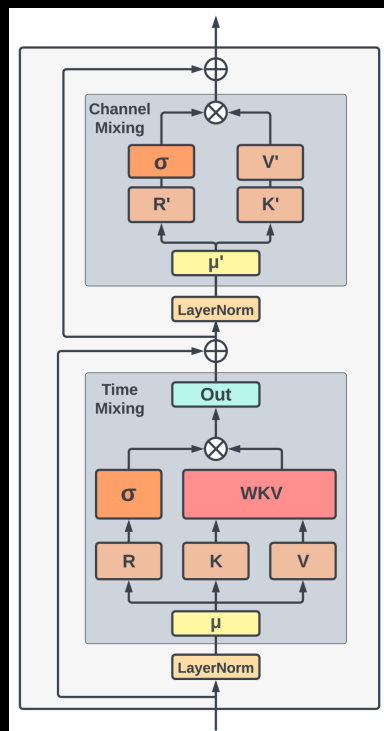 Channel
Mixing
σ
V'
R'
K'
μ'
LayerNorm
Time
Mixing
Out
σ
WKV
R
K
V
μ
LayerNorm